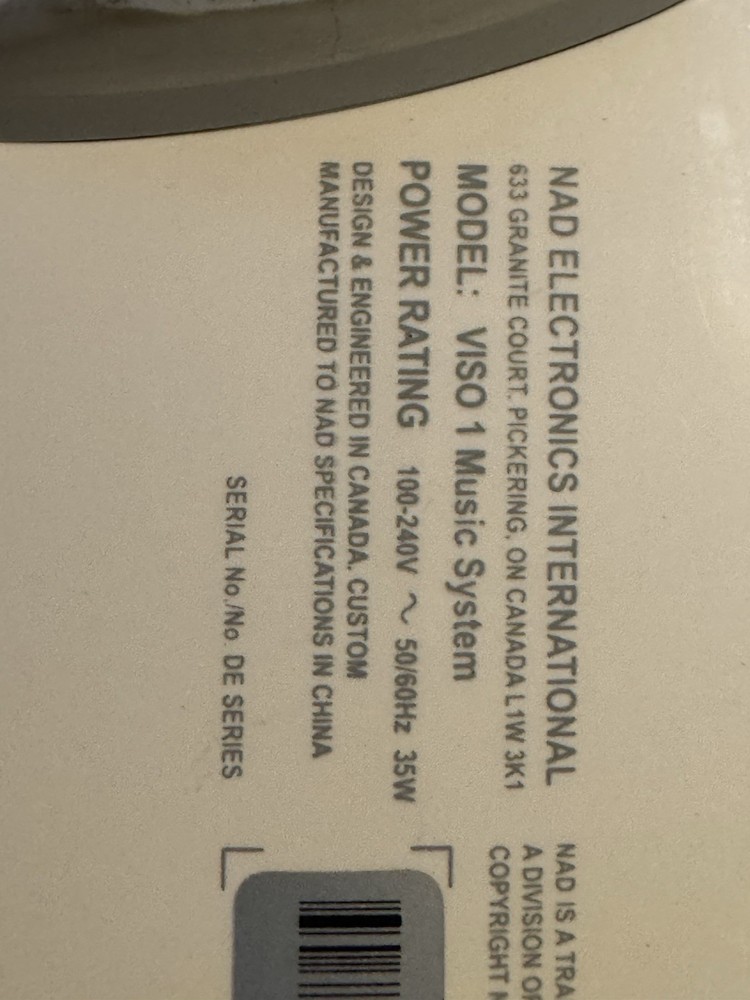 NAD ELECTRONICS INTERNATIONAL
633 GRANITE COURT, PICKERING, ON CANADA L1W 3K1
MODEL: VISO 1 Music System
POWER RATING 100-240V ~ 50/60Hz 35W
DESIGN & ENGINEERED IN CANADA. CUSTOM
MANUFACTURED TO NAD SPECIFICATIONS IN CHINA
SERIAL No./No. DE SERIES
NAD IS A TRA
A DIVISION OF
COPYRIGHT N